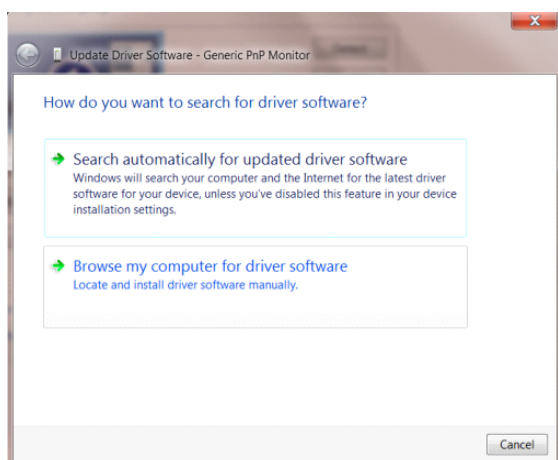 Update Driver Software - Generic PnP Monitor
How do you want to search for driver software?
Search automatically for updated driver software
Windows will search your computer and the Internet for the latest driver
software for your device, unless you've disabled this feature in your device
installation settings.
Browse my computer for driver software
Locate and install driver software manually.
Cancel